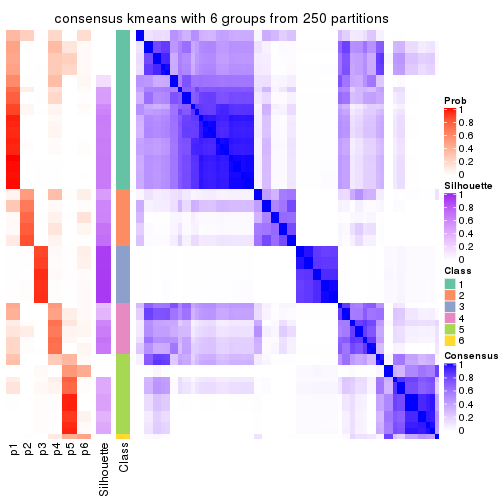 consensus kmeans with 6 groups from 250 partitions
Prob
1
0.8
0.6
0.4
0.2
0
Silhouette
1
0.8
0.6
0.4
0.2
0
Class
1
2
3
4
5
6
Consensus
1
0.8
0.6
0.4
0.2
0
p1
p2
p3
p4
p5
p6
Silhouette
Class